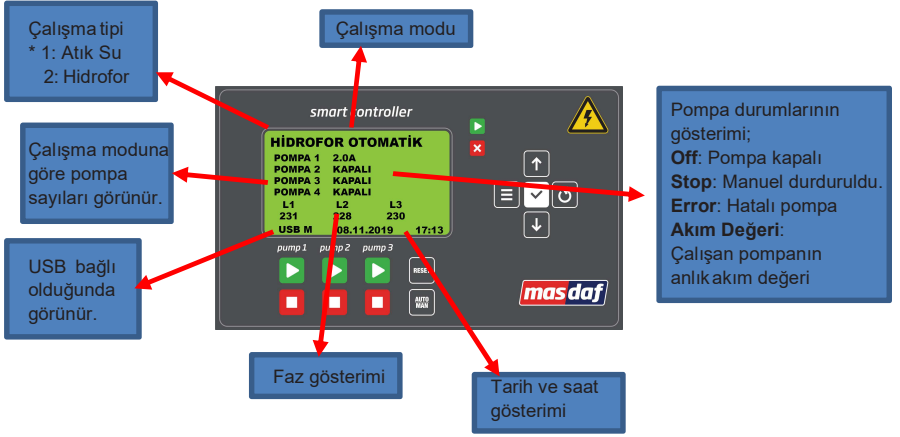 Çalışma tipi
* 1: Atık Su
2: Hidrofor
Çalışma modu
Çalışma moduna
göre pompa
sayıları görünür.
USB bağlı
olduğunda
görünür.
smart controller
HİDROFOR OTOMATİK
POMPA 1 2.0A
POMPA 2 KAPALI
POMPA 3 KAPALI
POMPA 4 KAPALI
L1 L2 L3
231 228 230
USB M 08.11.2019 17:13
pump 1 pump 2 pump 3
RESET
AUTO
MAN
masdaf
Pompa durumlarının
gösterimi;
Off: Pompa kapalı
Stop: Manuel durduruldu.
Error: Hatalı pompa
Akım Değeri:
Çalışan pompanın
anlık akım değeri
Faz gösterimi
Tarih ve saat
gösterimi